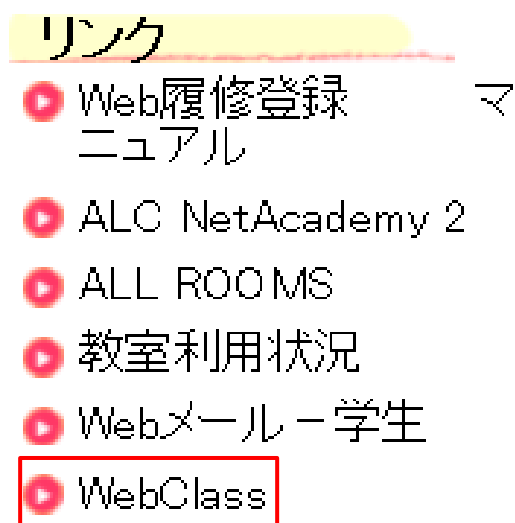 リンク
Web履修登録　　　マ
ニュアル
ALC NetAcademy 2
ALL ROOMS
教室利用状況
Webメール－学生
WebClass